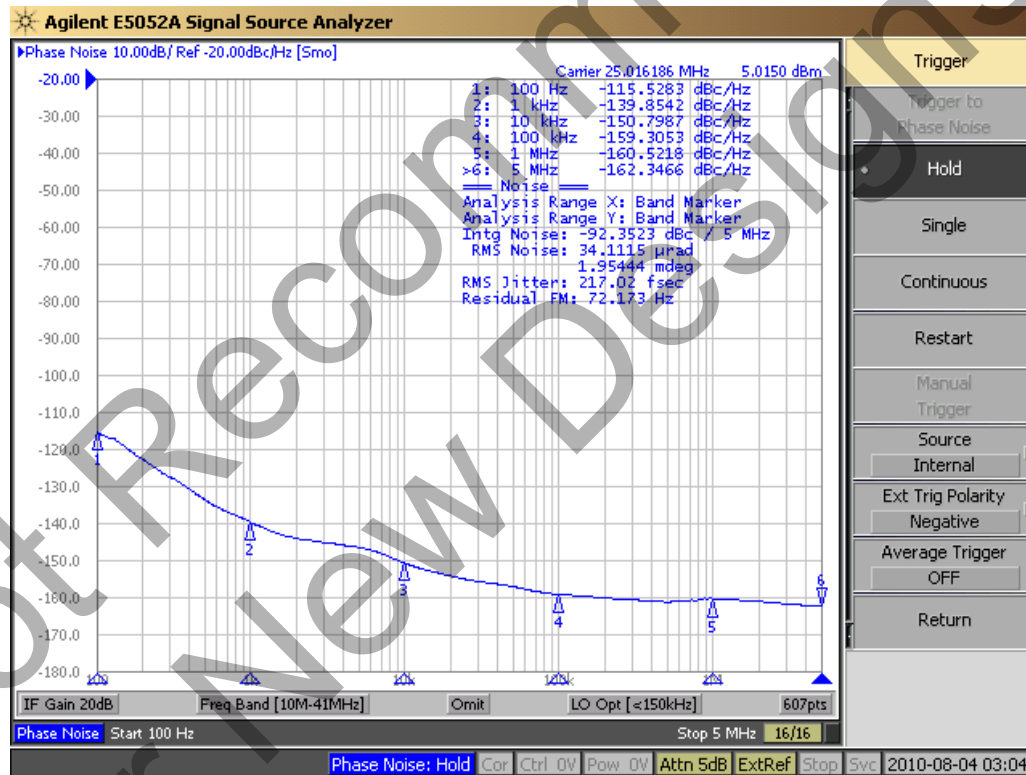 Agilent E5052A Signal Source Analyzer
Phase Noise 10.00dB/ Ref -20.00dBc/Hz [Smo]
Carrier 25.016186 MHz 5.0150 dBm
1: 100 Hz -115.5283 dBc/Hz
2: 1 kHz -139.8542 dBc/Hz
3: 10 kHz -150.7987 dBc/Hz
4: 100 kHz -159.3053 dBc/Hz
5: 1 MHz -160.5218 dBc/Hz
>6: 5 MHz -162.3466 dBc/Hz
Noise
Analysis Range X: Band Marker
Analysis Range Y: Band Marker
Intg Noise: -92.3523 dBc / 5 MHz
RMS Noise: 34.1115 µrad
1.95444 mdeg
RMS Jitter: 217.02 fsec
Residual FM: 72.173 Hz
-20.00
-30.00
-40.00
-50.00
-60.00
-70.00
-80.00
-90.00
-100.0
-110.0
-120.0
-130.0
-140.0
-150.0
-160.0
-170.0
-180.0
1
2
3
4
5
6
IF Gain 20dB Freq Band [10M-41MHz] Omit LO Opt [<150kHz] 607pts
Phase Noise Start 100 Hz Stop 5 MHz 16/16
Phase Noise: Hold Cor Ctrl 0V Pow 0V Attn 5dB ExtRef Stop Svc 2010-08-04 03:04
Trigger
Trigger to
Phase Noise
Hold
Single
Continuous
Restart
Manual
Trigger
Source
Internal
Ext Trig Polarity
Negative
Average Trigger
OFF
Return
ot Recomm
New Designs